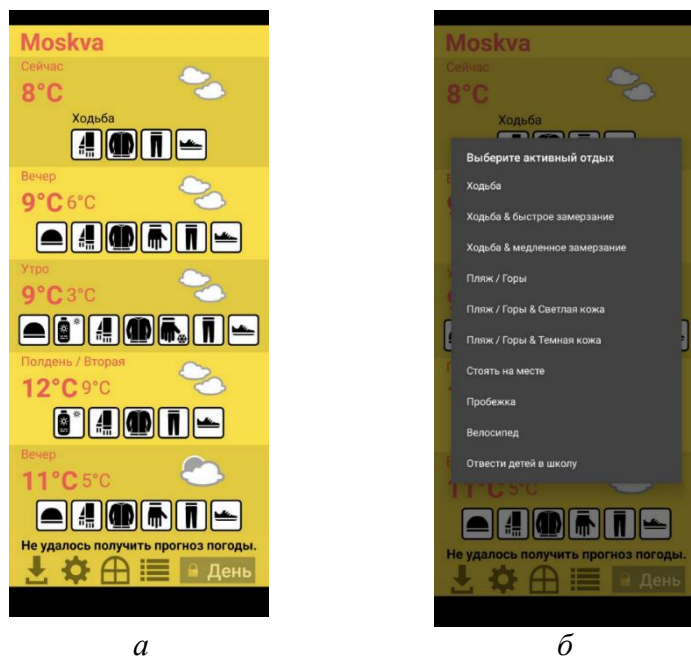 Moskva
Сейчас
8°C
Ходьба
Вечер
9°C 6°C
Утро
9°C 3°C
Полдень / Вторая
12°C 9°C
Вечер
11°C 5°C
Не удалось получить прогноз погоды.
День
а
Moskva
Сейчас
8°C
Ходьба
Выберите активный отдых
Ходьба
Ходьба & быстрое замерзание
Ходьба & медленное замерзание
Пляж / Горы
Пляж / Горы & Светлая кожа
Пляж / Горы & Темная кожа
Стоять на месте
Пробежка
Велосипед
Отвести детей в школу
11°C 5°C
Не удалось получить прогноз погоды.
День
б